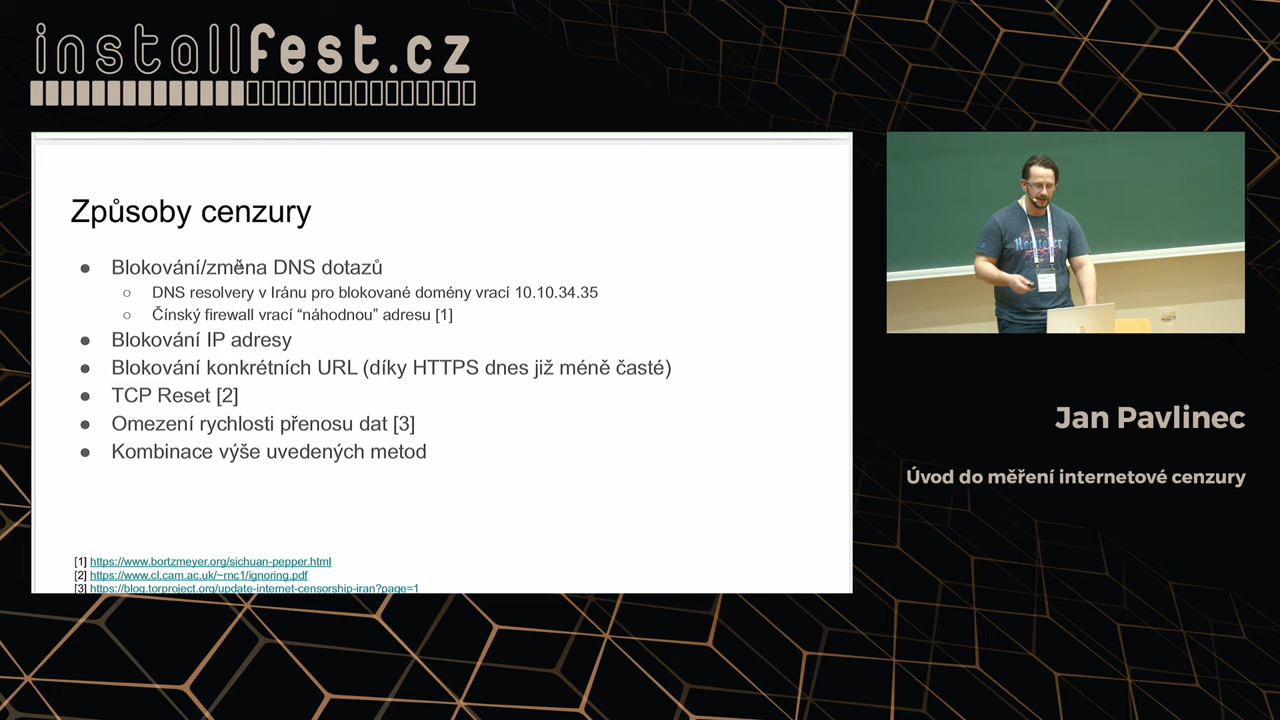 installfest.cz
Způsoby cenzury
Blokování/změna DNS dotazů
DNS resolvery v Iránu pro blokované domény vrací 10.10.34.35
Čínský firewall vrací “náhodnou” adresu [1]
Blokování IP adresy
Blokování konkrétních URL (díky HTTPS dnes již méně časté)
TCP Reset [2]
Omezení rychlosti přenosu dat [3]
Kombinace výše uvedených metod
[1] https://www.bortzmeyer.org/sichuan-pepper.html
[2] https://www.cl.cam.ac.uk/~rnc1/ignoring.pdf
[3] https://blog.torproject.org/update-internet-censorship-iran?page=1
Jan Pavlinec
Úvod do měření internetové cenzury